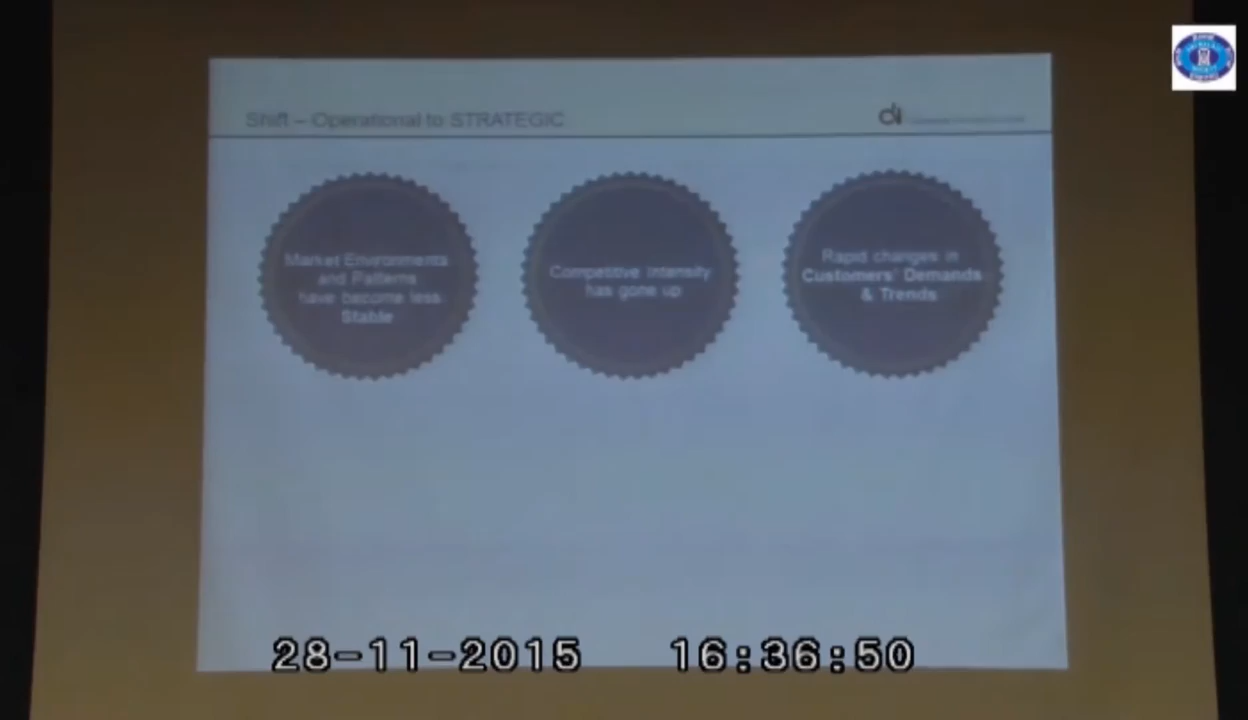 Shift – Operational to STRATEGIC
di
Market Environments
and Patterns
have become less
Stable
Competitive Intensity
has gone up
Rapid changes in
Customers' Demands
& Trends
28-11-2015 16:36:50